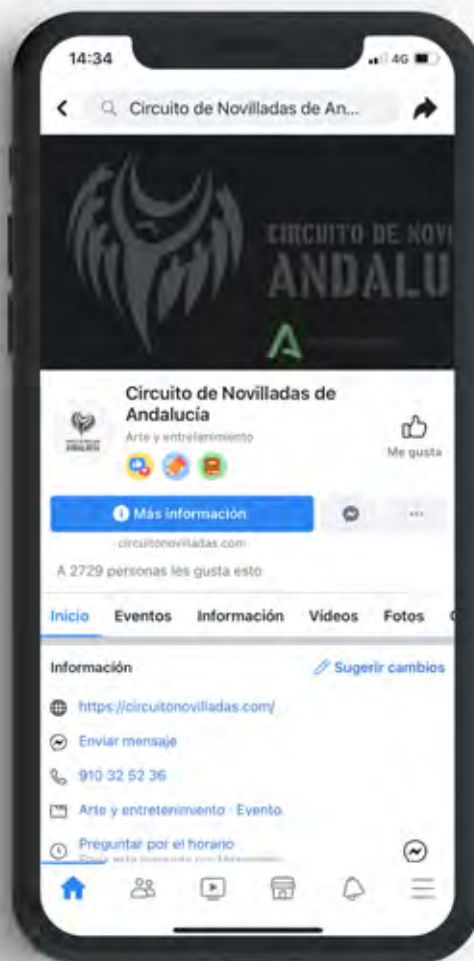 14:34
4G
Circuito de Novilladas de An...
CIRCUITO DE NOVI
ANDALU
Circuito de Novilladas de
Andalucía
Arte y entretenimiento
Me gusta
Más información
...
circuitonovilladas.com
A 2729 personas les gusta esto
Inicio Eventos Información Vídeos Fotos
Información
Sugerir cambios
https://circuitonovilladas.com/
Enviar mensaje
910 32 52 36
Arte y entretenimiento · Evento
Preguntar por el horario